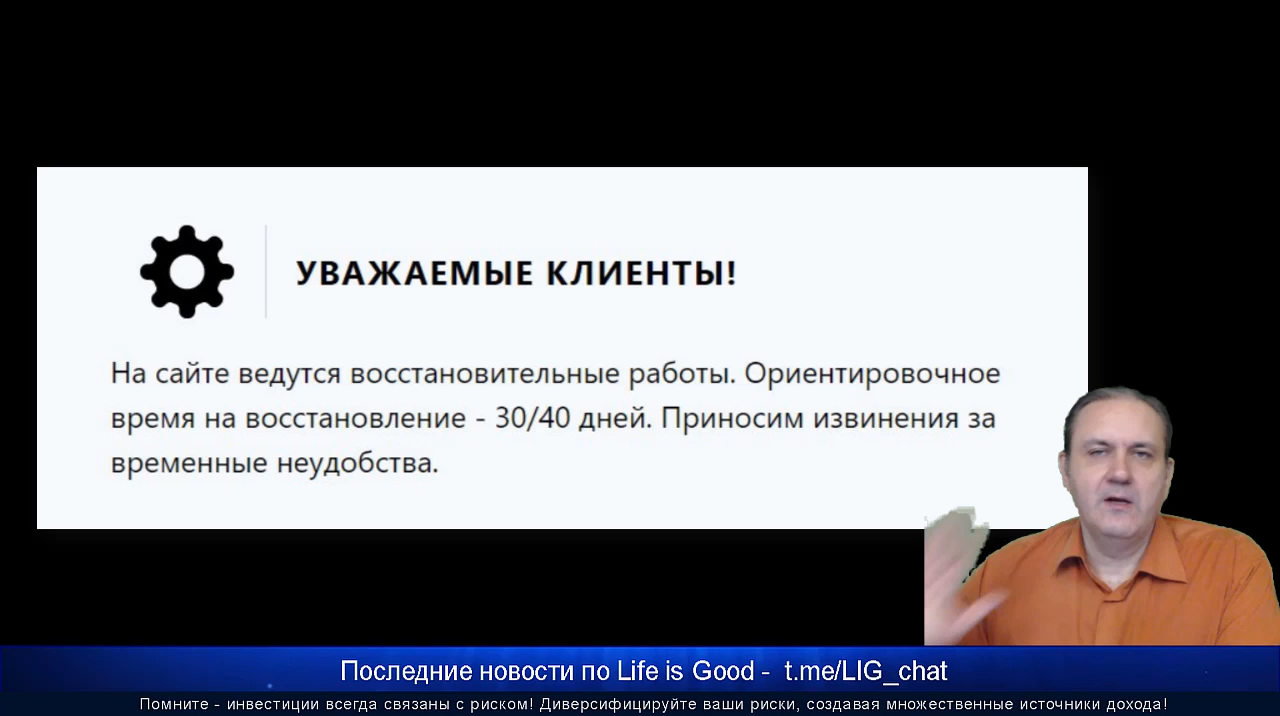 УВАЖАЕМЫЕ КЛИЕНТЫ!
На сайте ведутся восстановительные работы. Ориентировочное
время на восстановление - 30/40 дней. Приносим извинения за
временные неудобства.
Последние новости по Life is Good - t.me/LIG_chat
Помните - инвестиции всегда связаны с риском! Диверсифицируйте ваши риски, создавая множественные источники дохода!